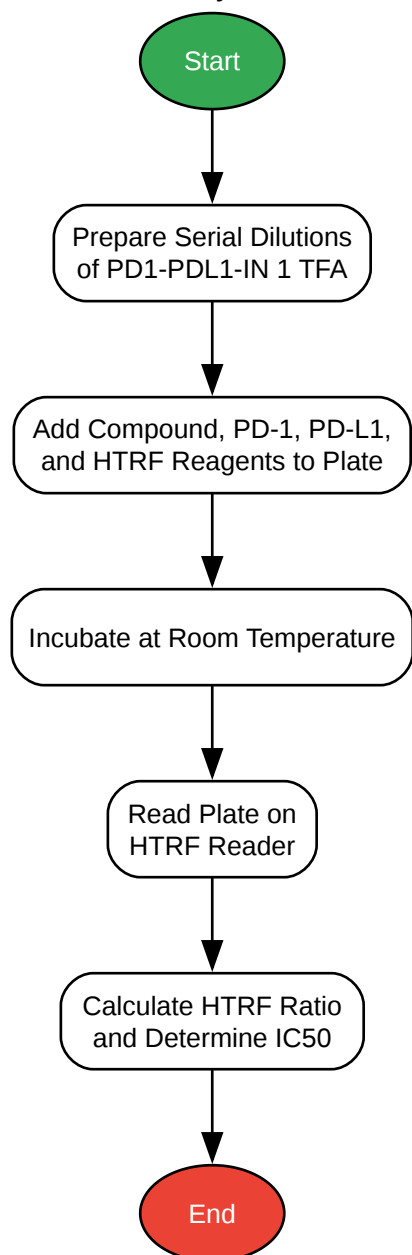 Start
Prepare Serial Dilutions
of PD1-PDL1-IN 1 TFA
Add Compound, PD-1, PD-L1,
and HTRF Reagents to Plate
Incubate at Room Temperature
Read Plate on
HTRF Reader
Calculate HTRF Ratio
and Determine IC50
End